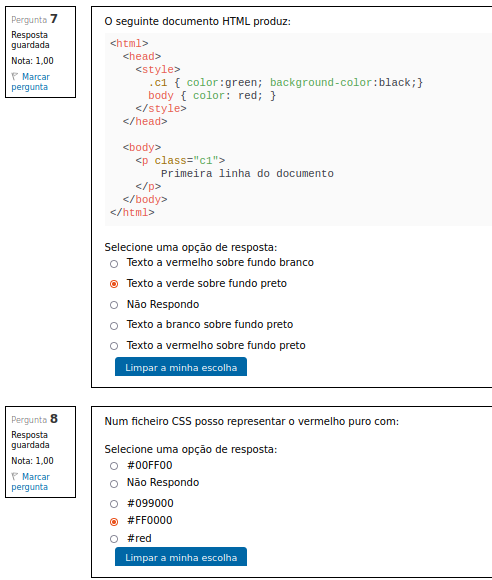 Pergunta 7
Resposta
guardada
Nota: 1,00
Marcar
pergunta
O seguinte documento HTML produz:
<html>
<head>
<style>
.c1 { color:green; background-color:black;}
body { color: red; }
</style>
</head>
<body>
<p class="c1">
Primeira linha do documento
</p>
</body>
</html>
Selecione uma opção de resposta:
Texto a vermelho sobre fundo branco
Texto a verde sobre fundo preto
Não Respondo
Texto a branco sobre fundo preto
Texto a vermelho sobre fundo preto
Limpar a minha escolha
Pergunta 8
Resposta
guardada
Nota: 1,00
Marcar
pergunta
Num ficheiro CSS posso representar o vermelho puro com:
Selecione uma opção de resposta:
#00FF00
Não Respondo
#099000
#FF0000
#red
Limpar a minha escolha